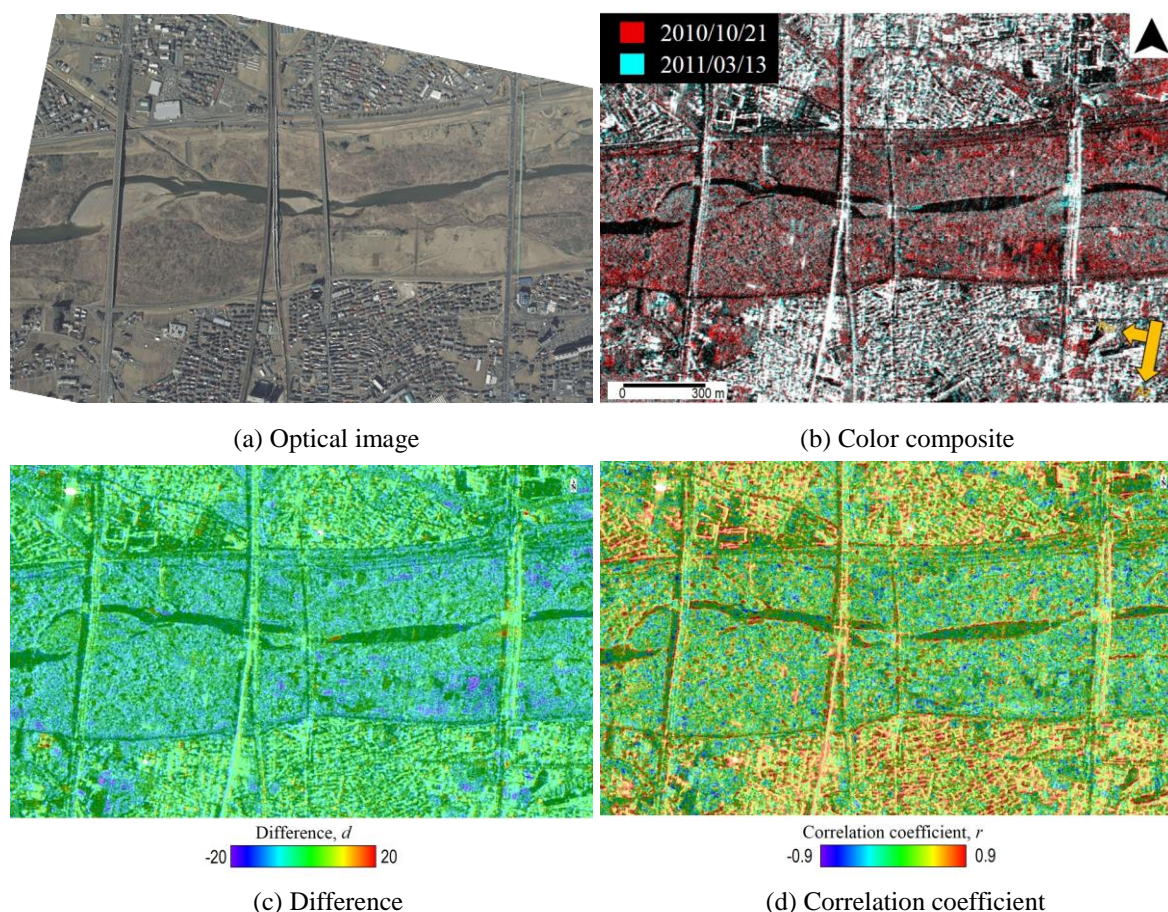 2010/10/21
2011/03/13
0 300 m
(a) Optical image
(b) Color composite
Difference, d
-20 20
(c) Difference
Correlation coefficient, r
-0.9 0.9
(d) Correlation coefficient